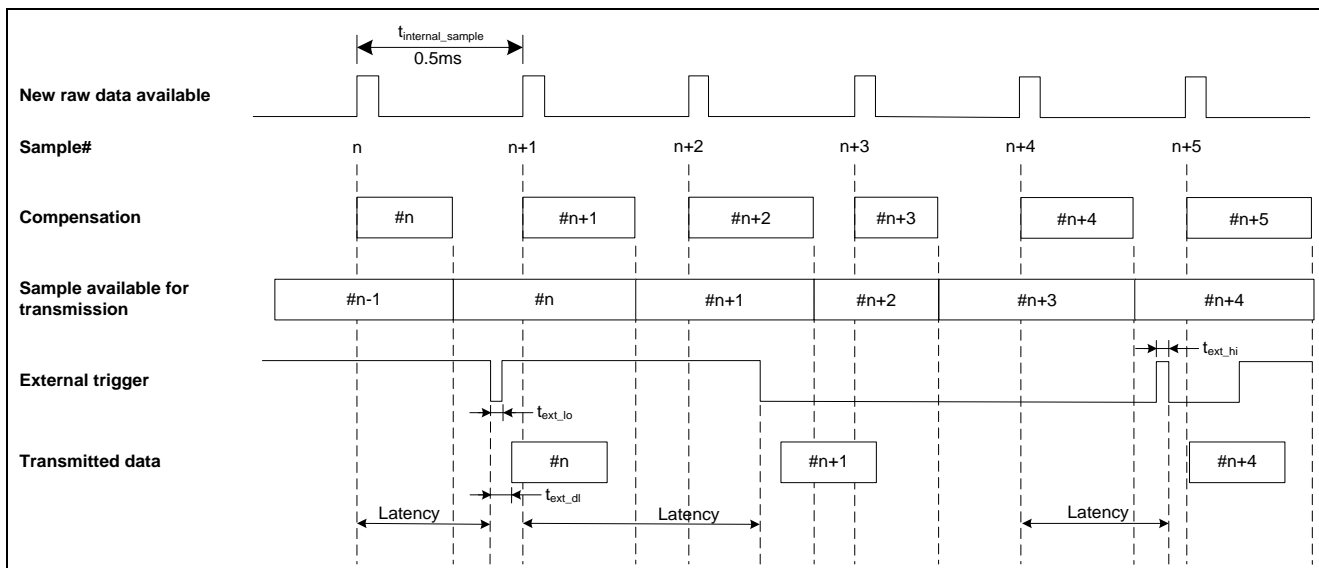 t_internal_sample
0.5ms
New raw data available
Sample# n n+1 n+2 n+3 n+4 n+5
Compensation #n #n+1 #n+2 #n+3 #n+4 #n+5
Sample available for
transmission
#n-1 #n #n+1 #n+2 #n+3 #n+4
t_ext_hi
External trigger
t_ext_lo
Transmitted data #n #n+1 #n+4
t_ext_dl
Latency Latency Latency